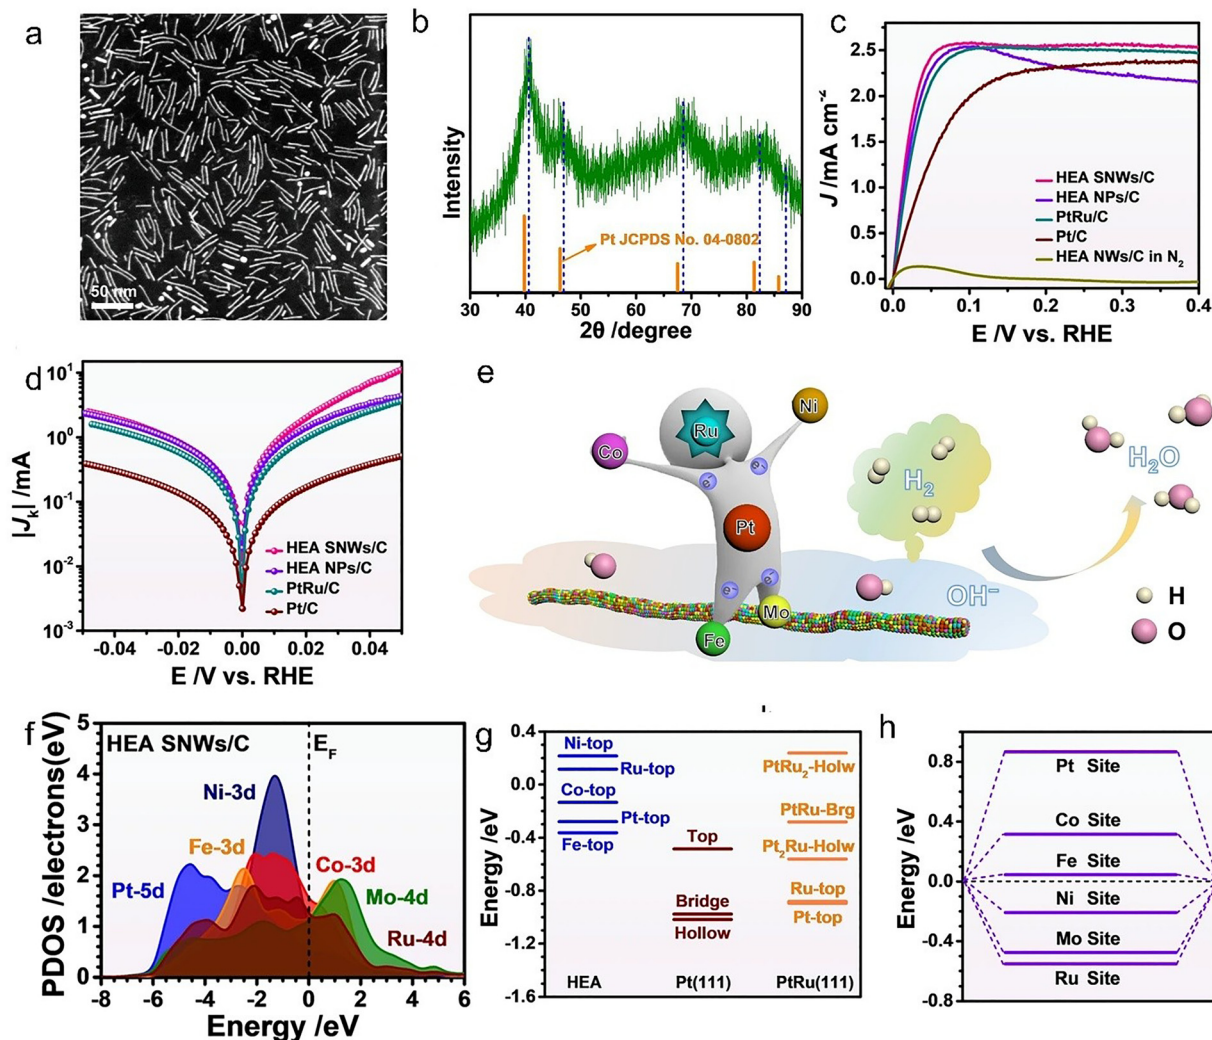 a
50 nm
b
Intensity
Pt JCPDS No. 04-0802
30 40 50 60 70 80 90
2θ /degree
c
J /mA cm⁻²
2.5
2.0
1.5
1.0
0.5
0.0
HEA SNWs/C
HEA NPs/C
PtRu/C
Pt/C
HEA NWs/C in N₂
0.0 0.1 0.2 0.3 0.4
E /V vs. RHE
d
|Jₖ| /mA
10¹
10⁰
10⁻¹
10⁻²
10⁻³
HEA SNWs/C
HEA NPs/C
PtRu/C
Pt/C
-0.04 -0.02 0.00 0.02 0.04
E /V vs. RHE
e
Ru
Ni
Co
e⁻
e⁻
Pt
e⁻
e⁻
Mo
Fe
H₂
H₂O
OH⁻
H
O
f
PDOS /electrons(eV)
5
4
3
2
1
0
HEA SNWs/C
E_F
Ni-3d
Fe-3d
Co-3d
Pt-5d
Mo-4d
Ru-4d
-8 -6 -4 -2 0 2 4 6
Energy /eV
g
Energy /eV
0.4
0.0
-0.4
-0.8
-1.2
-1.6
Ni-top
Ru-top
Co-top
Pt-top
Fe-top
Top
Bridge
Hollow
PtRu₂-Holw
PtRu-Brg
Pt₂Ru-Holw
Ru-top
Pt-top
HEA Pt(111) PtRu(111)
h
Energy /eV
0.8
0.4
0.0
-0.4
-0.8
Pt Site
Co Site
Fe Site
Ni Site
Mo Site
Ru Site